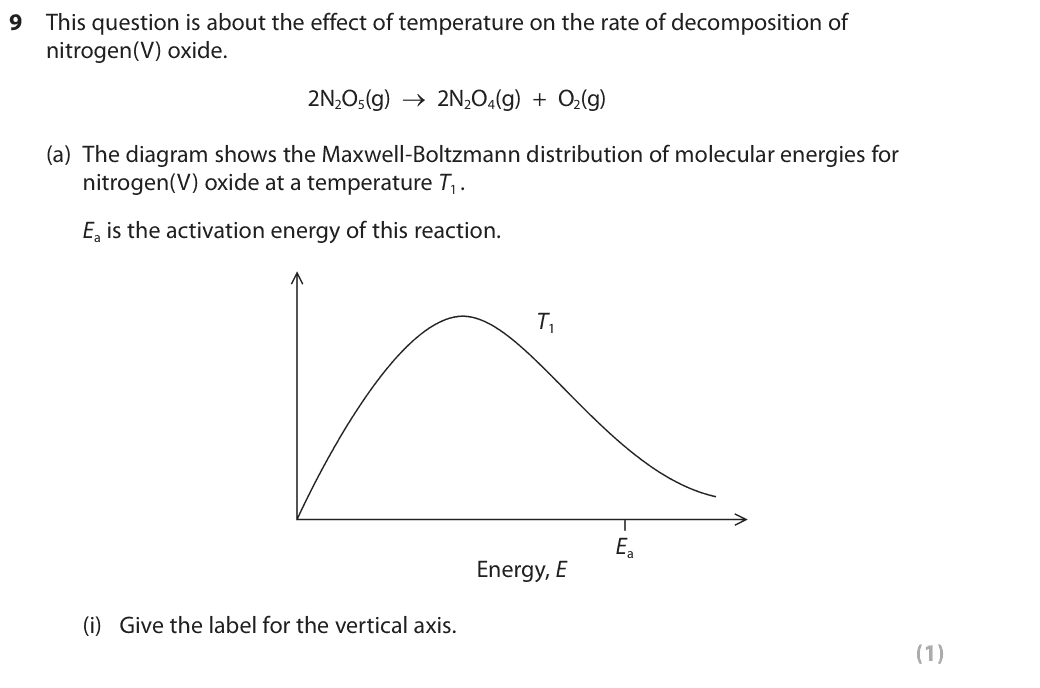 9 This question is about the effect of temperature on the rate of decomposition of
nitrogen(V) oxide.
2N₂O₅(g) → 2N₂O₄(g) + O₂(g)
(a) The diagram shows the Maxwell-Boltzmann distribution of molecular energies for
nitrogen(V) oxide at a temperature T₁.
Eₐ is the activation energy of this reaction.
T₁
Eₐ
Energy, E
(i) Give the label for the vertical axis.
(1)